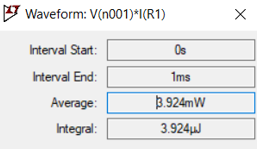 Waveform: V(n001)*I(R1)
Interval Start: 0s
Interval End: 1ms
Average: 3.924mW
Integral: 3.924µJ